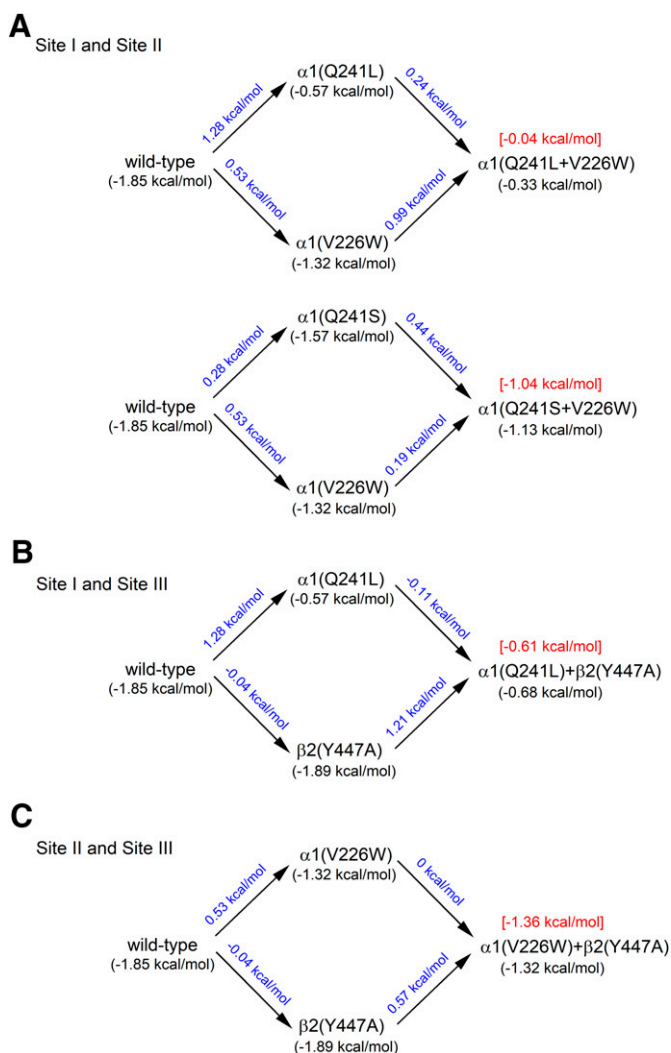 A
Site I and Site II
α1(Q241L)
(-0.57 kcal/mol)
1.28 kcal/mol
0.24 kcal/mol
wild-type
(-1.85 kcal/mol)
[-0.04 kcal/mol]
α1(Q241L+V226W)
(-0.33 kcal/mol)
0.53 kcal/mol
0.99 kcal/mol
α1(V226W)
(-1.32 kcal/mol)
α1(Q241S)
(-1.57 kcal/mol)
0.28 kcal/mol
0.44 kcal/mol
wild-type
(-1.85 kcal/mol)
[-1.04 kcal/mol]
α1(Q241S+V226W)
(-1.13 kcal/mol)
0.53 kcal/mol
0.19 kcal/mol
α1(V226W)
(-1.32 kcal/mol)
B
Site I and Site III
α1(Q241L)
(-0.57 kcal/mol)
1.28 kcal/mol
-0.11 kcal/mol
wild-type
(-1.85 kcal/mol)
[-0.61 kcal/mol]
α1(Q241L)+β2(Y447A)
(-0.68 kcal/mol)
-0.04 kcal/mol
1.21 kcal/mol
β2(Y447A)
(-1.89 kcal/mol)
C
Site II and Site III
α1(V226W)
(-1.32 kcal/mol)
0.53 kcal/mol
0 kcal/mol
wild-type
(-1.85 kcal/mol)
[-1.36 kcal/mol]
α1(V226W)+β2(Y447A)
(-1.32 kcal/mol)
-0.04 kcal/mol
0.57 kcal/mol
β2(Y447A)
(-1.89 kcal/mol)